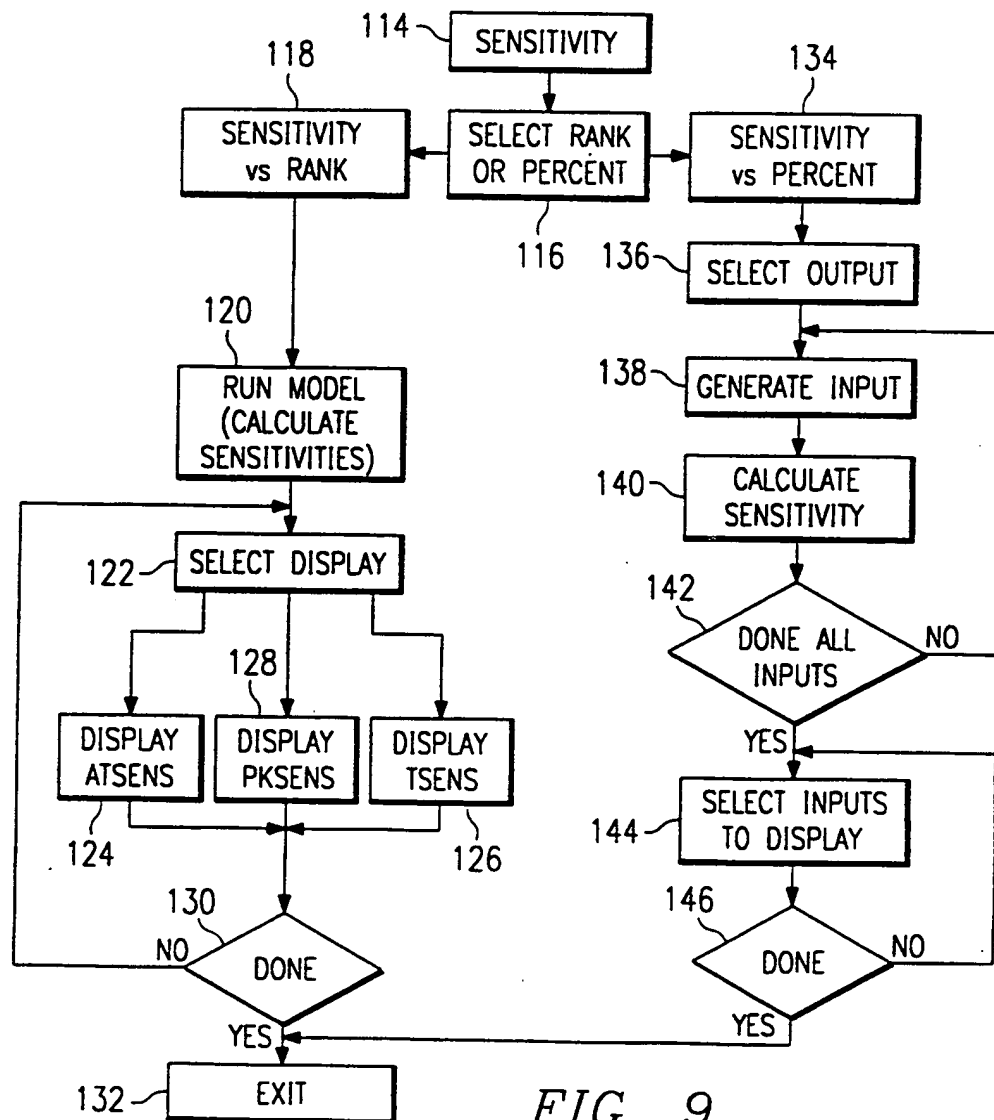 114
SENSITIVITY
118
134
SENSITIVITY
vs RANK
SELECT RANK
OR PERCENT
SENSITIVITY
vs PERCENT
116
136
SELECT OUTPUT
120
RUN MODEL
(CALCULATE
SENSITIVITIES)
138
GENERATE INPUT
140
CALCULATE
SENSITIVITY
122
SELECT DISPLAY
142
DONE ALL
INPUTS
NO
YES
128
DISPLAY
ATSENS
DISPLAY
PKSENS
DISPLAY
TSENS
124
126
144
SELECT INPUTS
TO DISPLAY
130
NO
DONE
YES
146
DONE
NO
YES
132
EXIT
FIG. 9